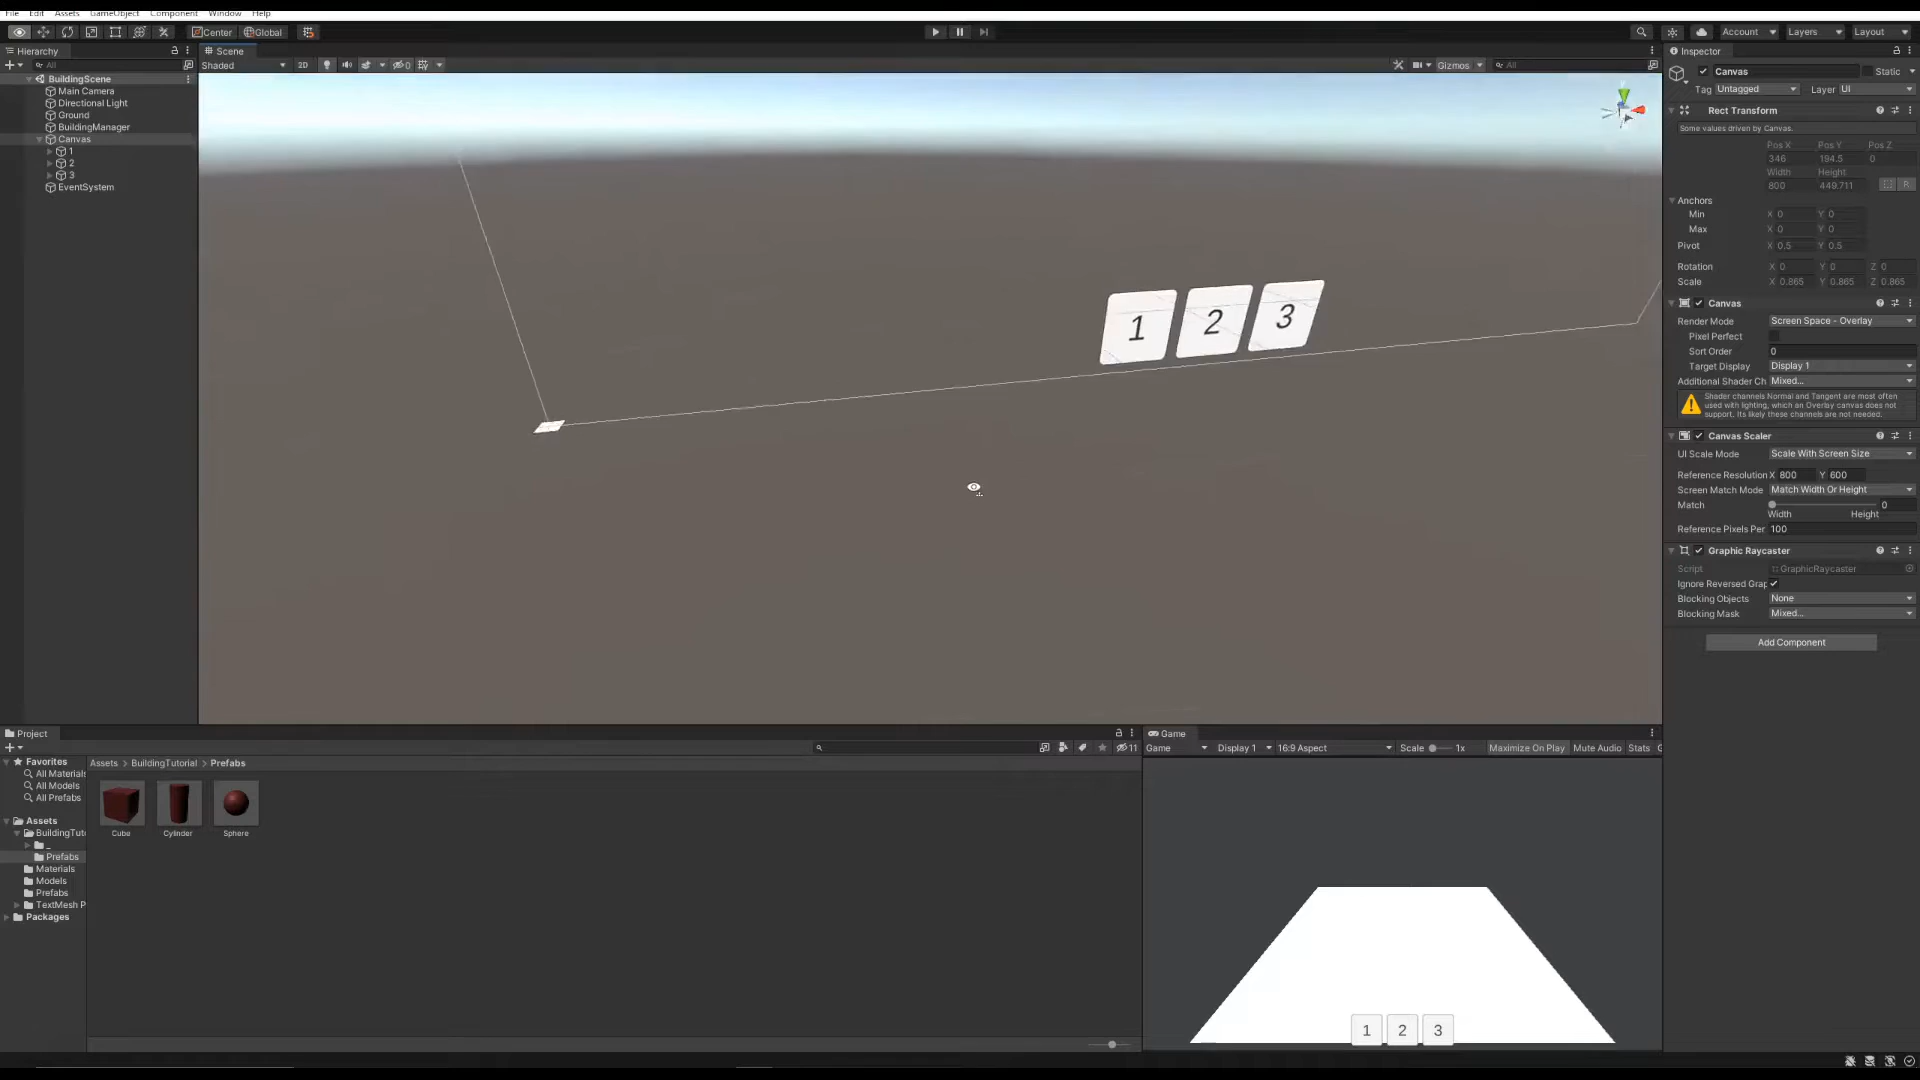 File Edit Assets GameObject Component Window Help
Center Global Account Layers Layout
Hierarchy
All
BuildingScene
Main Camera
Directional Light
Ground
BuildingManager
Canvas
1
2
3
EventSystem
Scene
Shaded 2D 0 Gizmos All
1 2 3
Inspector
Canvas Static
Tag Untagged Layer UI
Rect Transform
Some values driven by Canvas.
Pos X Pos Y Pos Z
346 194.5 0
Width Height
800 449.711 R
Anchors
Min X 0 Y 0
Max X 0 Y 0
Pivot X 0.5 Y 0.5
Rotation X 0 Y 0 Z 0
Scale X 0.865 Y 0.865 Z 0.865
Canvas
Render Mode Screen Space - Overlay
Pixel Perfect
Sort Order 0
Target Display Display 1
Additional Shader Ch Mixed...
Shader channels Normal and Tangent are most often
used with lighting, which an Overlay canvas does not
support. Its likely these channels are not needed.
Canvas Scaler
UI Scale Mode Scale With Screen Size
Reference Resolution X 800 Y 600
Screen Match Mode Match Width Or Height
Match 0
Width Height
Reference Pixels Per 100
Graphic Raycaster
Script GraphicRaycaster
Ignore Reversed Grap
Blocking Objects None
Blocking Mask Mixed...
Add Component
Project
11
Favorites
All Materials
All Models
All Prefabs
Assets
BuildingTuto
_
Prefabs
Materials
Models
Prefabs
TextMesh P
Packages
Assets > BuildingTutorial > Prefabs
Cube Cylinder Sphere
Game
Game Display 1 16:9 Aspect Scale 1x Maximize On Play Mute Audio Stats G
1 2 3